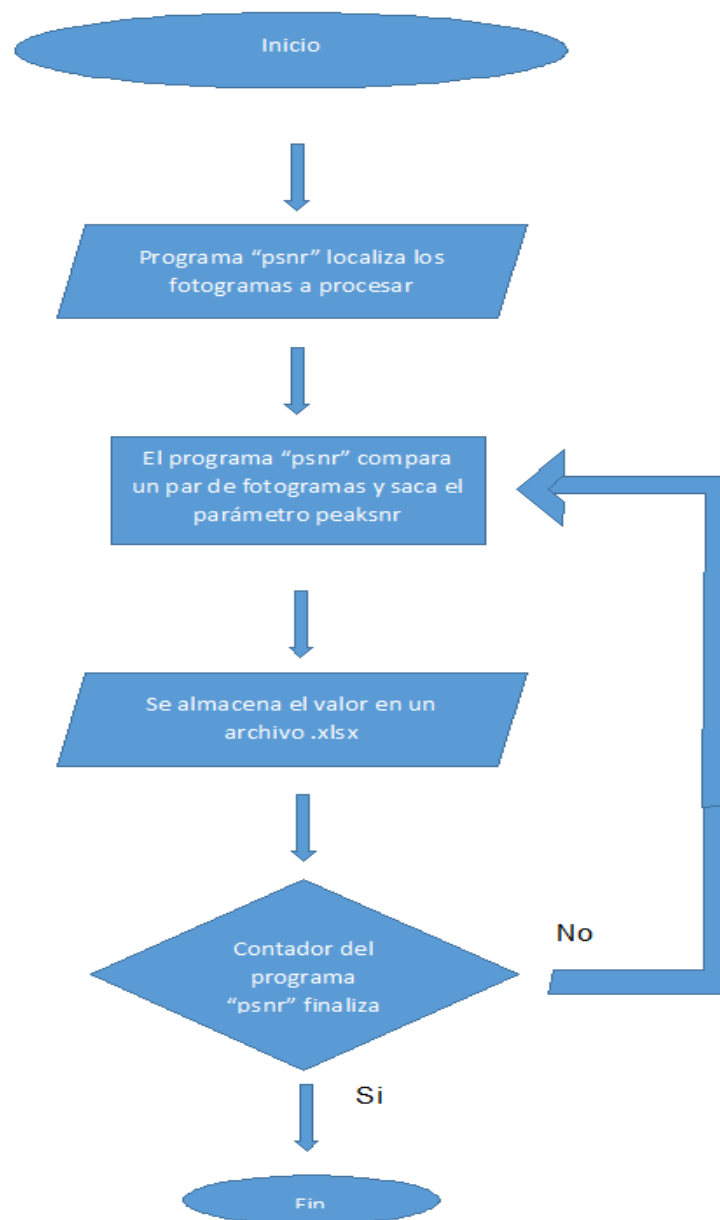 Inicio
Programa “psnr” localiza los
fotogramas a procesar
El programa “psnr” compara
un par de fotogramas y saca el
parámetro peaksnr
Se almacena el valor en un
archivo .xlsx
Contador del
programa
“psnr” finaliza
No
Si
Fin